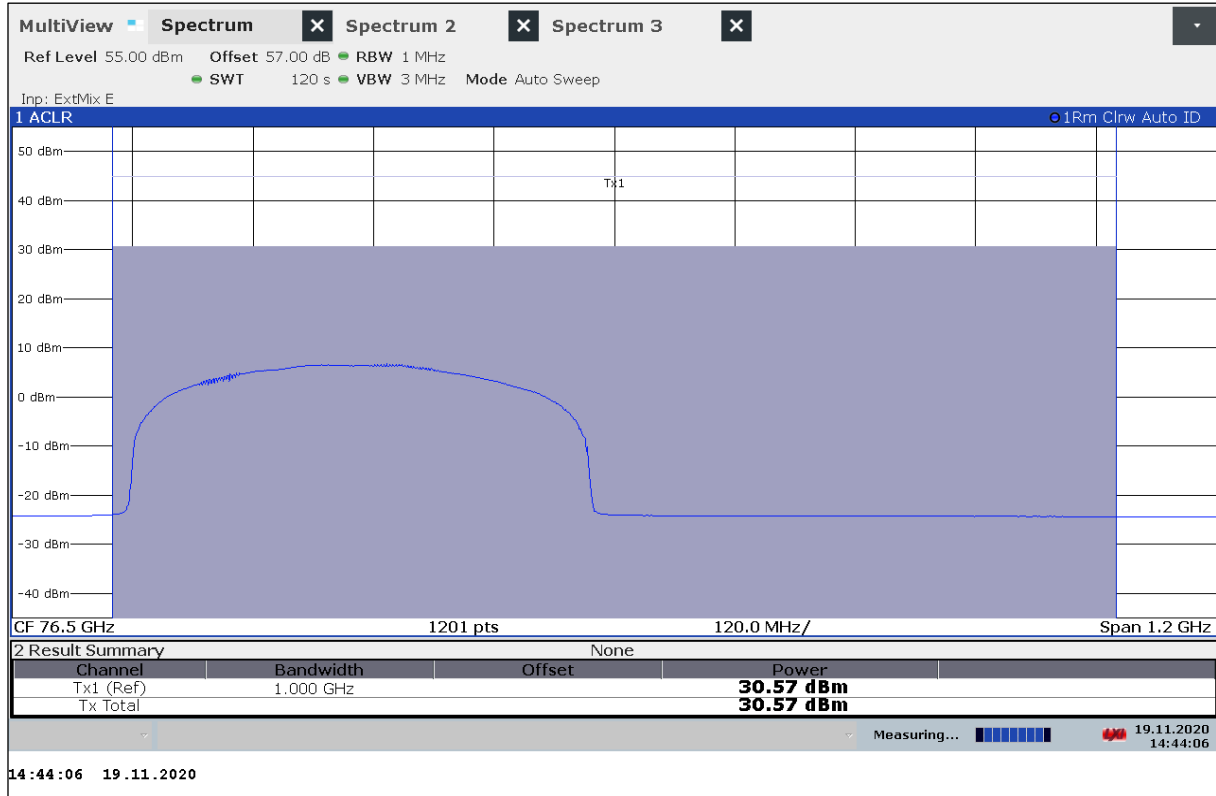 MultiView Spectrum X Spectrum 2 X Spectrum 3 X
Ref Level 55.00 dBm Offset 57.00 dB RBW 1 MHz
SWT 120 s VBW 3 MHz Mode Auto Sweep
Inp: ExtMix E
1 ACLR 1Rm Clrw Auto ID
50 dBm
Tx1
40 dBm
30 dBm
20 dBm
10 dBm
0 dBm
-10 dBm
-20 dBm
-30 dBm
-40 dBm
CF 76.5 GHz 1201 pts 120.0 MHz/ Span 1.2 GHz
2 Result Summary None
Channel Bandwidth Offset Power
Tx1 (Ref) 1.000 GHz 30.57 dBm
Tx Total 30.57 dBm
Measuring... 19.11.2020
14:44:06
14:44:06 19.11.2020